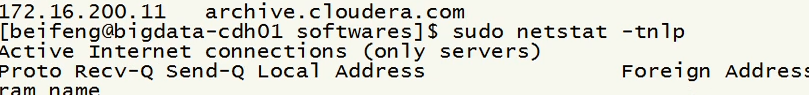 172.16.200.11   archive.cloudera.com
[beifeng@bigdata-cdh01 softwares]$ sudo netstat -tnlp
Active Internet connections (only servers)
Proto Recv-Q Send-Q Local Address               Foreign Address
ram name